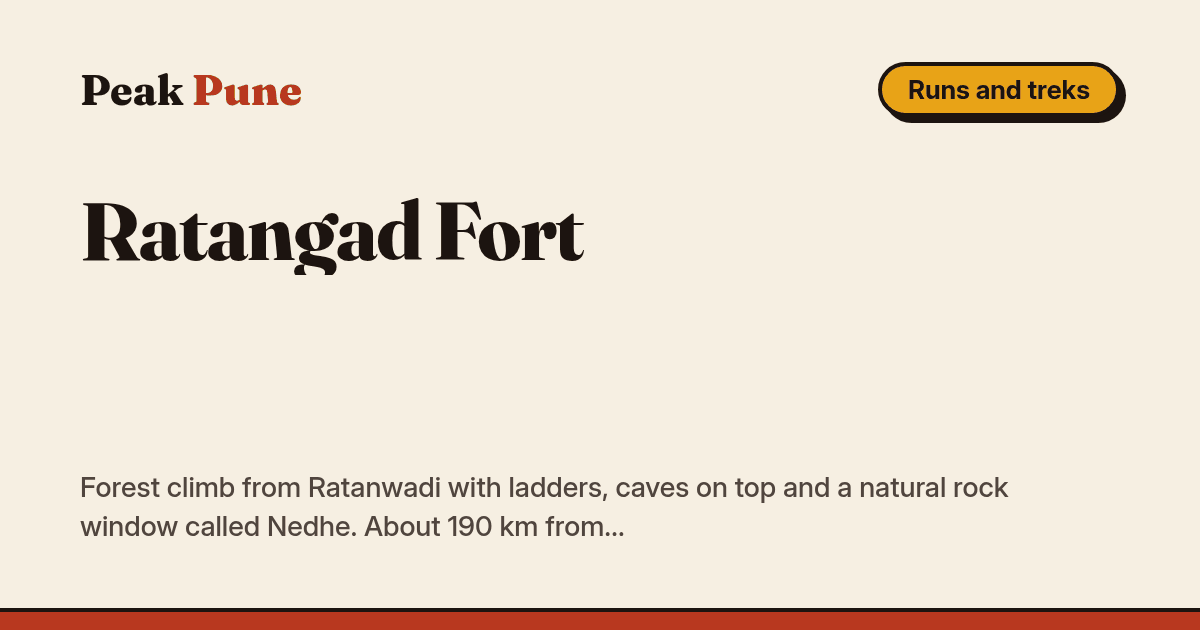 Peak Pune
Runs and treks
Ratangad Fort
Forest climb from Ratanwadi with ladders, caves on top and a natural rock
window called Nedhe. About 190 km from...